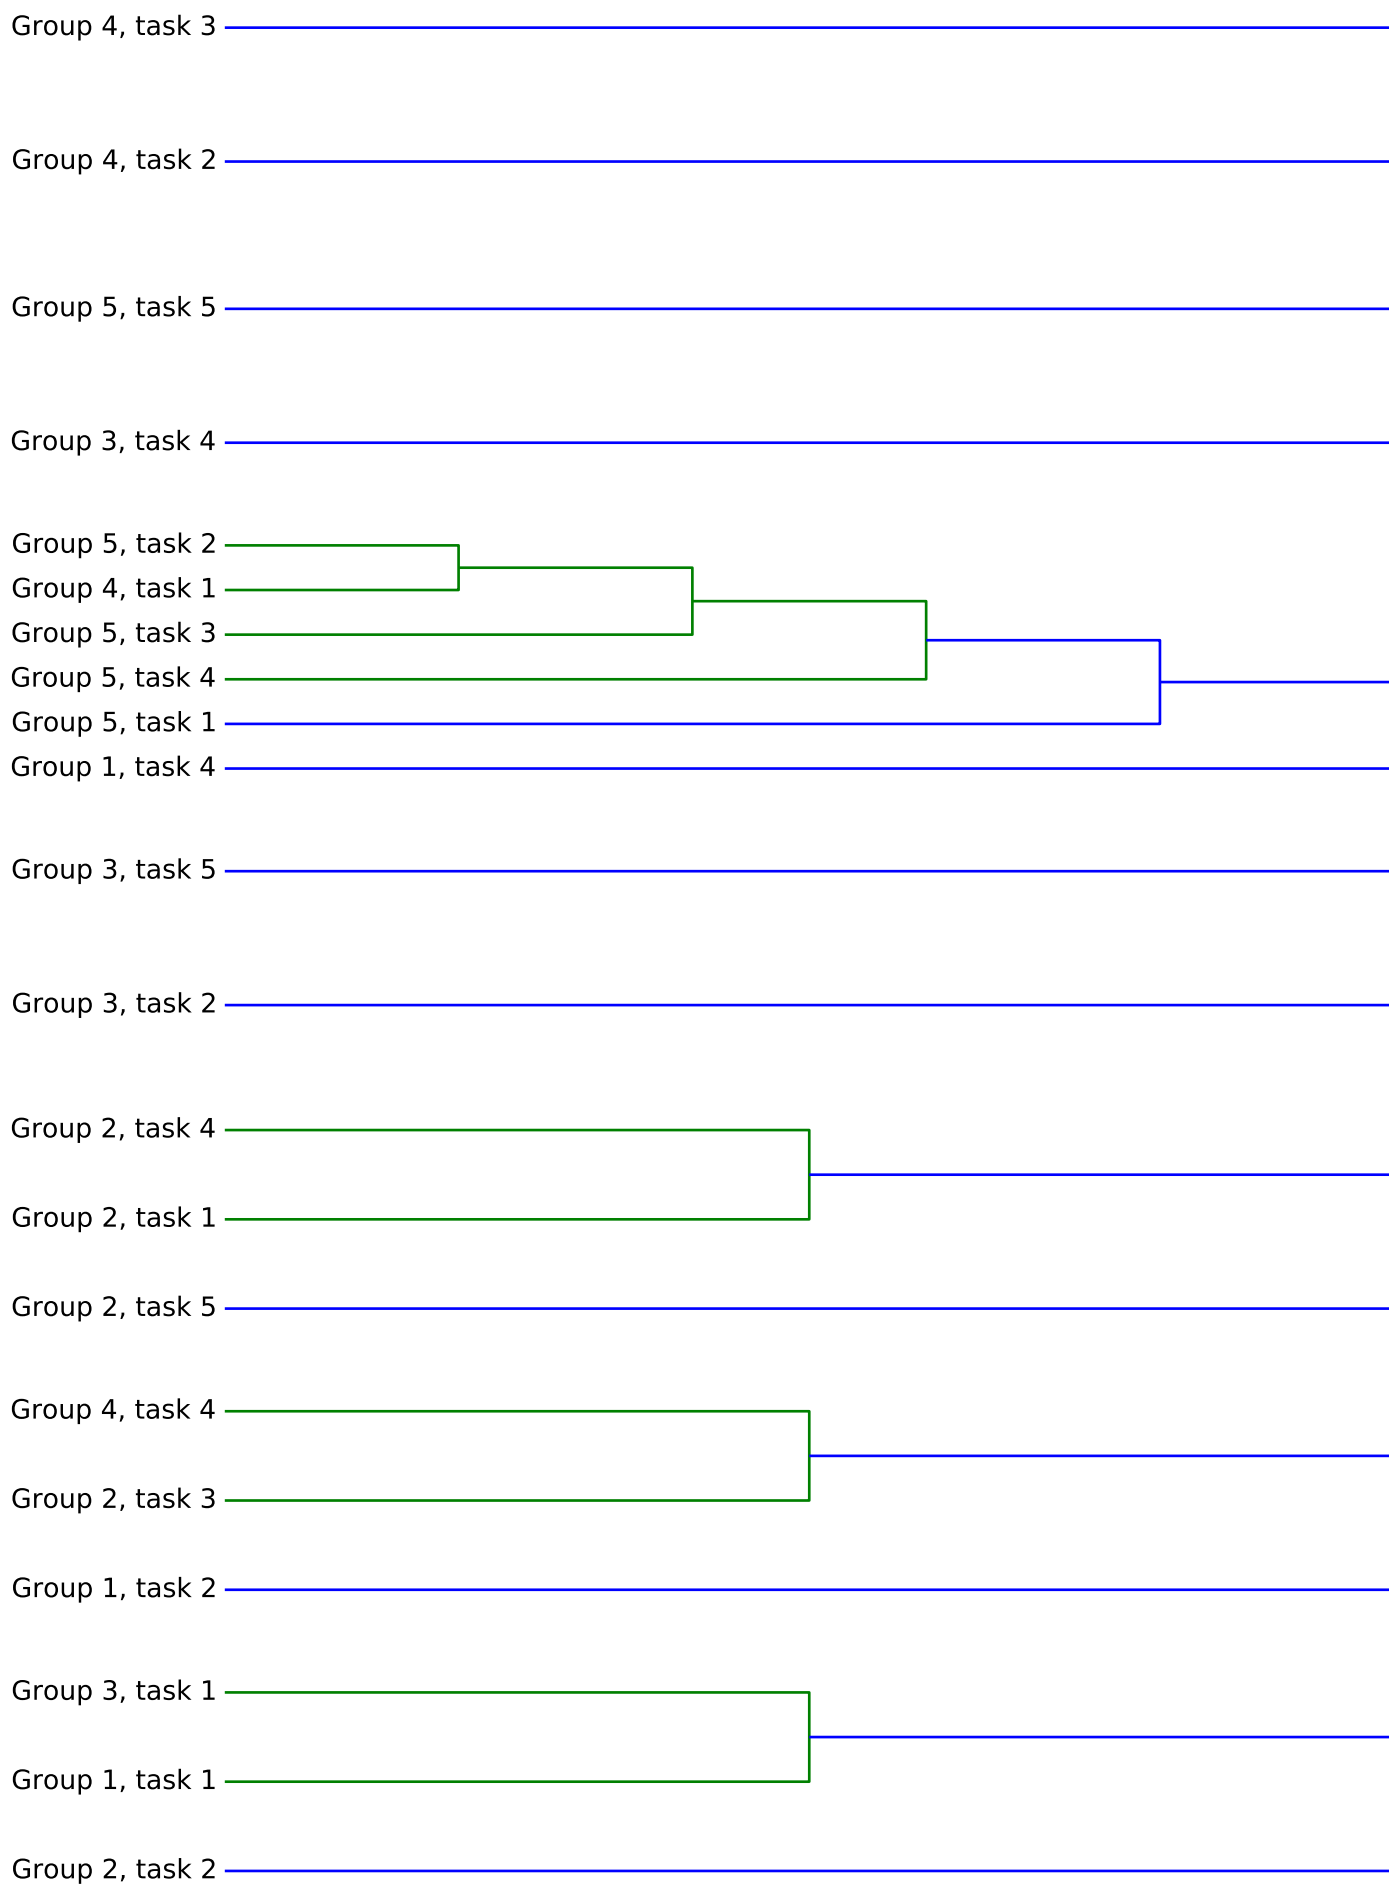 Group 4, task 3
Group 4, task 2
Group 5, task 5
Group 3, task 4
Group 5, task 2
Group 4, task 1
Group 5, task 3
Group 5, task 4
Group 5, task 1
Group 1, task 4
Group 3, task 5
Group 3, task 2
Group 2, task 4
Group 2, task 1
Group 2, task 5
Group 4, task 4
Group 2, task 3
Group 1, task 2
Group 3, task 1
Group 1, task 1
Group 2, task 2